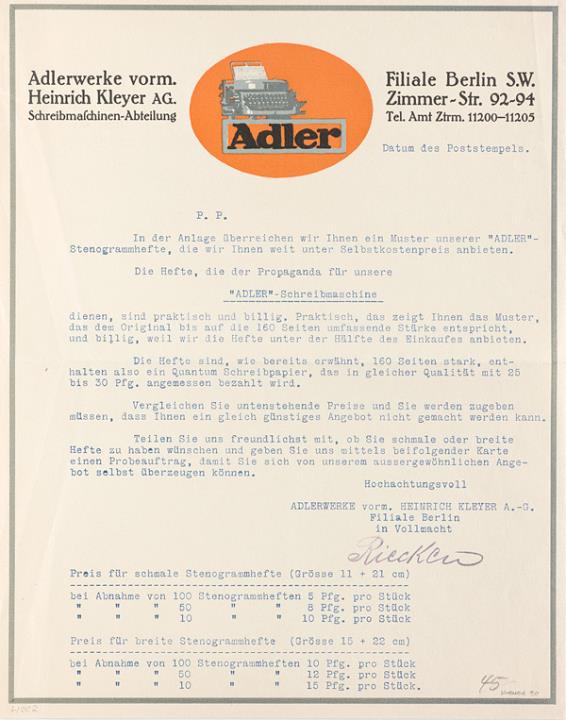 Adlerwerke vorm.
Heinrich Kleyer AG.
Schreibmaschinen-Abteilung
Adler
Filiale Berlin S.W.
Zimmer-Str. 92-94
Tel. Amt Ztrm. 11200–11205
Datum des Poststempels.
P. P.
In der Anlage überreichen wir Ihnen ein Muster unserer "ADLER"-
Stenogrammhefte, die wir Ihnen weit unter Selbstkostenpreis anbieten.
Die Hefte, die der Propaganda für unsere
"ADLER"-Schreibmaschine
dienen, sind praktisch und billig. Praktisch, das zeigt Ihnen das Muster,
das dem Original bis auf die 160 Seiten umfassende Stärke entspricht,
und billig, weil wir die Hefte unter der Hälfte des Einkaufes anbieten.
Die Hefte sind, wie bereits erwähnt, 160 Seiten stark, ent-
halten also ein Quantum Schreibpapier, das in gleicher Qualität mit 25
bis 30 Pfg. angemessen bezahlt wird.
Vergleichen Sie untenstehende Preise und Sie werden zugeben
müssen, dass Ihnen ein gleich günstiges Angebot nicht gemacht werden kann.
Teilen Sie uns freundlichst mit, ob Sie schmale oder breite
Hefte zu haben wünschen und geben Sie uns mittels beifolgender Karte
einen Probeauftrag, damit Sie sich von unserem aussergewöhnlichen Ange-
bot selbst überzeugen können.
Hochachtungsvoll
ADLERWERKE vorm. HEINRICH KLEYER A.-G.
Filiale Berlin
in Vollmacht
Riecken
Preis für schmale Stenogrammhefte (Grösse 11 + 21 cm)
bei Abnahme von 100 Stenogrammheften 5 Pfg. pro Stück
" " " 50 " " 8 Pfg. pro Stück
" " " 10 " " 10 Pfg. pro Stück
Preis für breite Stenogrammhefte (Grösse 15 + 22 cm)
bei Abnahme von 100 Stenogrammheften 10 Pfg. pro Stück
" " " 50 " " 12 Pfg. pro Stück
" " " 10 " " 15 Pfg. pro Stück.
45